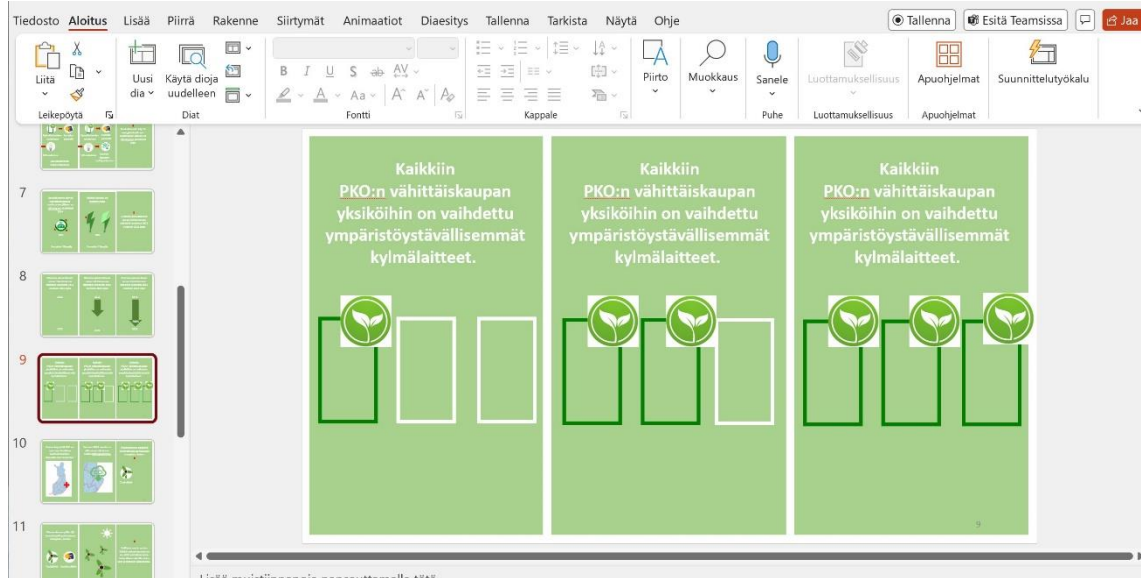 Tiedosto Aloitus Lisää Piirrä Rakenne Siirtymät Animaatiot Diaesitys Tallenna Tarkista Näytä Ohje
Tallenna
Esitä Teamsissa
Jaa
Liitä
Uusi dia
Käytä dioja uudelleen
B I U S ab AV
A Aa A A A
Piirto
Muokkaus
Sanele
Luottamuksellisuus
Apuohjelmat
Suunnittelutyökalu
Leikepöytä
Diat
Fontti
Kappale
Puhe
Luottamuksellisuus
Apuohjelmat
7
8
9
10
11
Kaikkiin
PKO:n vähittäiskaupan
yksiköihin on vaihdettu
ympäristöystävällisemmät
kylmälaitteet.
Kaikkiin
PKO:n vähittäiskaupan
yksiköihin on vaihdettu
ympäristöystävällisemmät
kylmälaitteet.
Kaikkiin
PKO:n vähittäiskaupan
yksiköihin on vaihdettu
ympäristöystävällisemmät
kylmälaitteet.
9